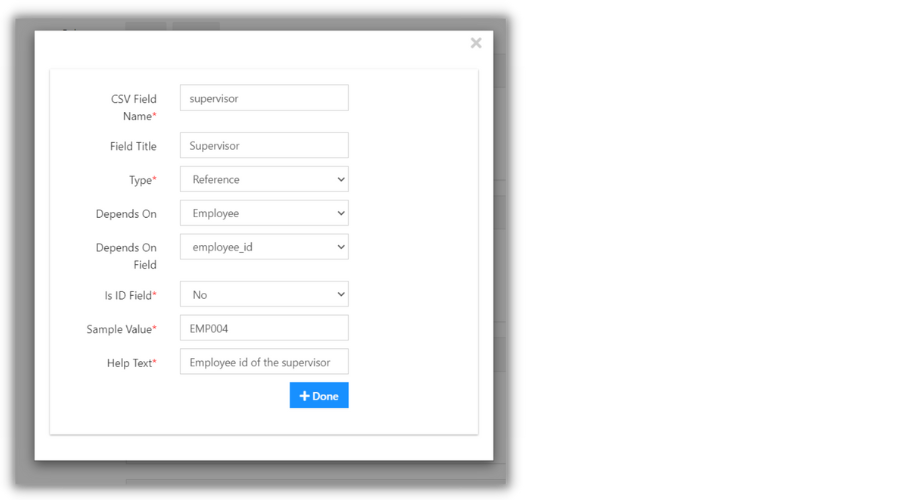 ×
CSV Field
Name*
supervisor
Field Title
Supervisor
Type*
Reference
Depends On
Employee
Depends On
Field
employee_id
Is ID Field*
No
Sample Value*
EMP004
Help Text*
Employee id of the supervisor
+ Done